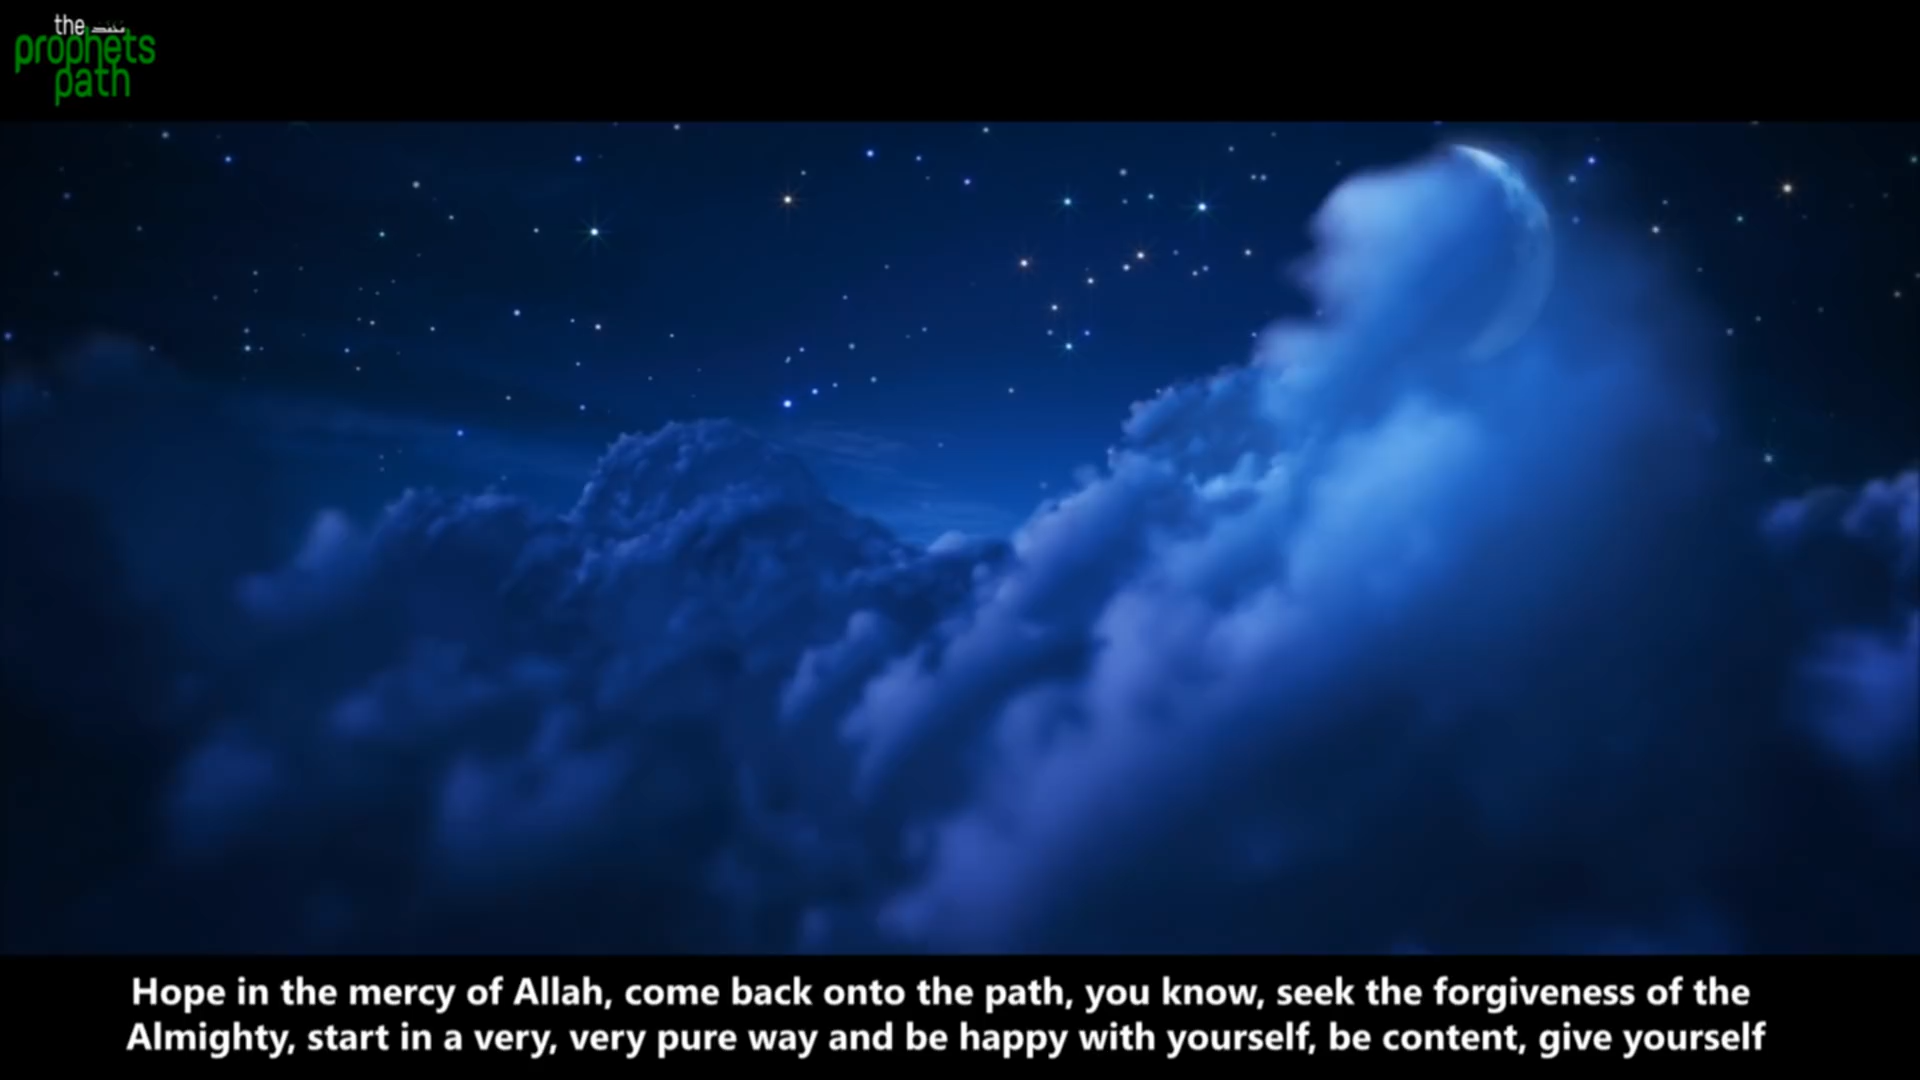 the
prophets
path
Hope in the mercy of Allah, come back onto the path, you know, seek the forgiveness of the
Almighty, start in a very, very pure way and be happy with yourself, be content, give yourself